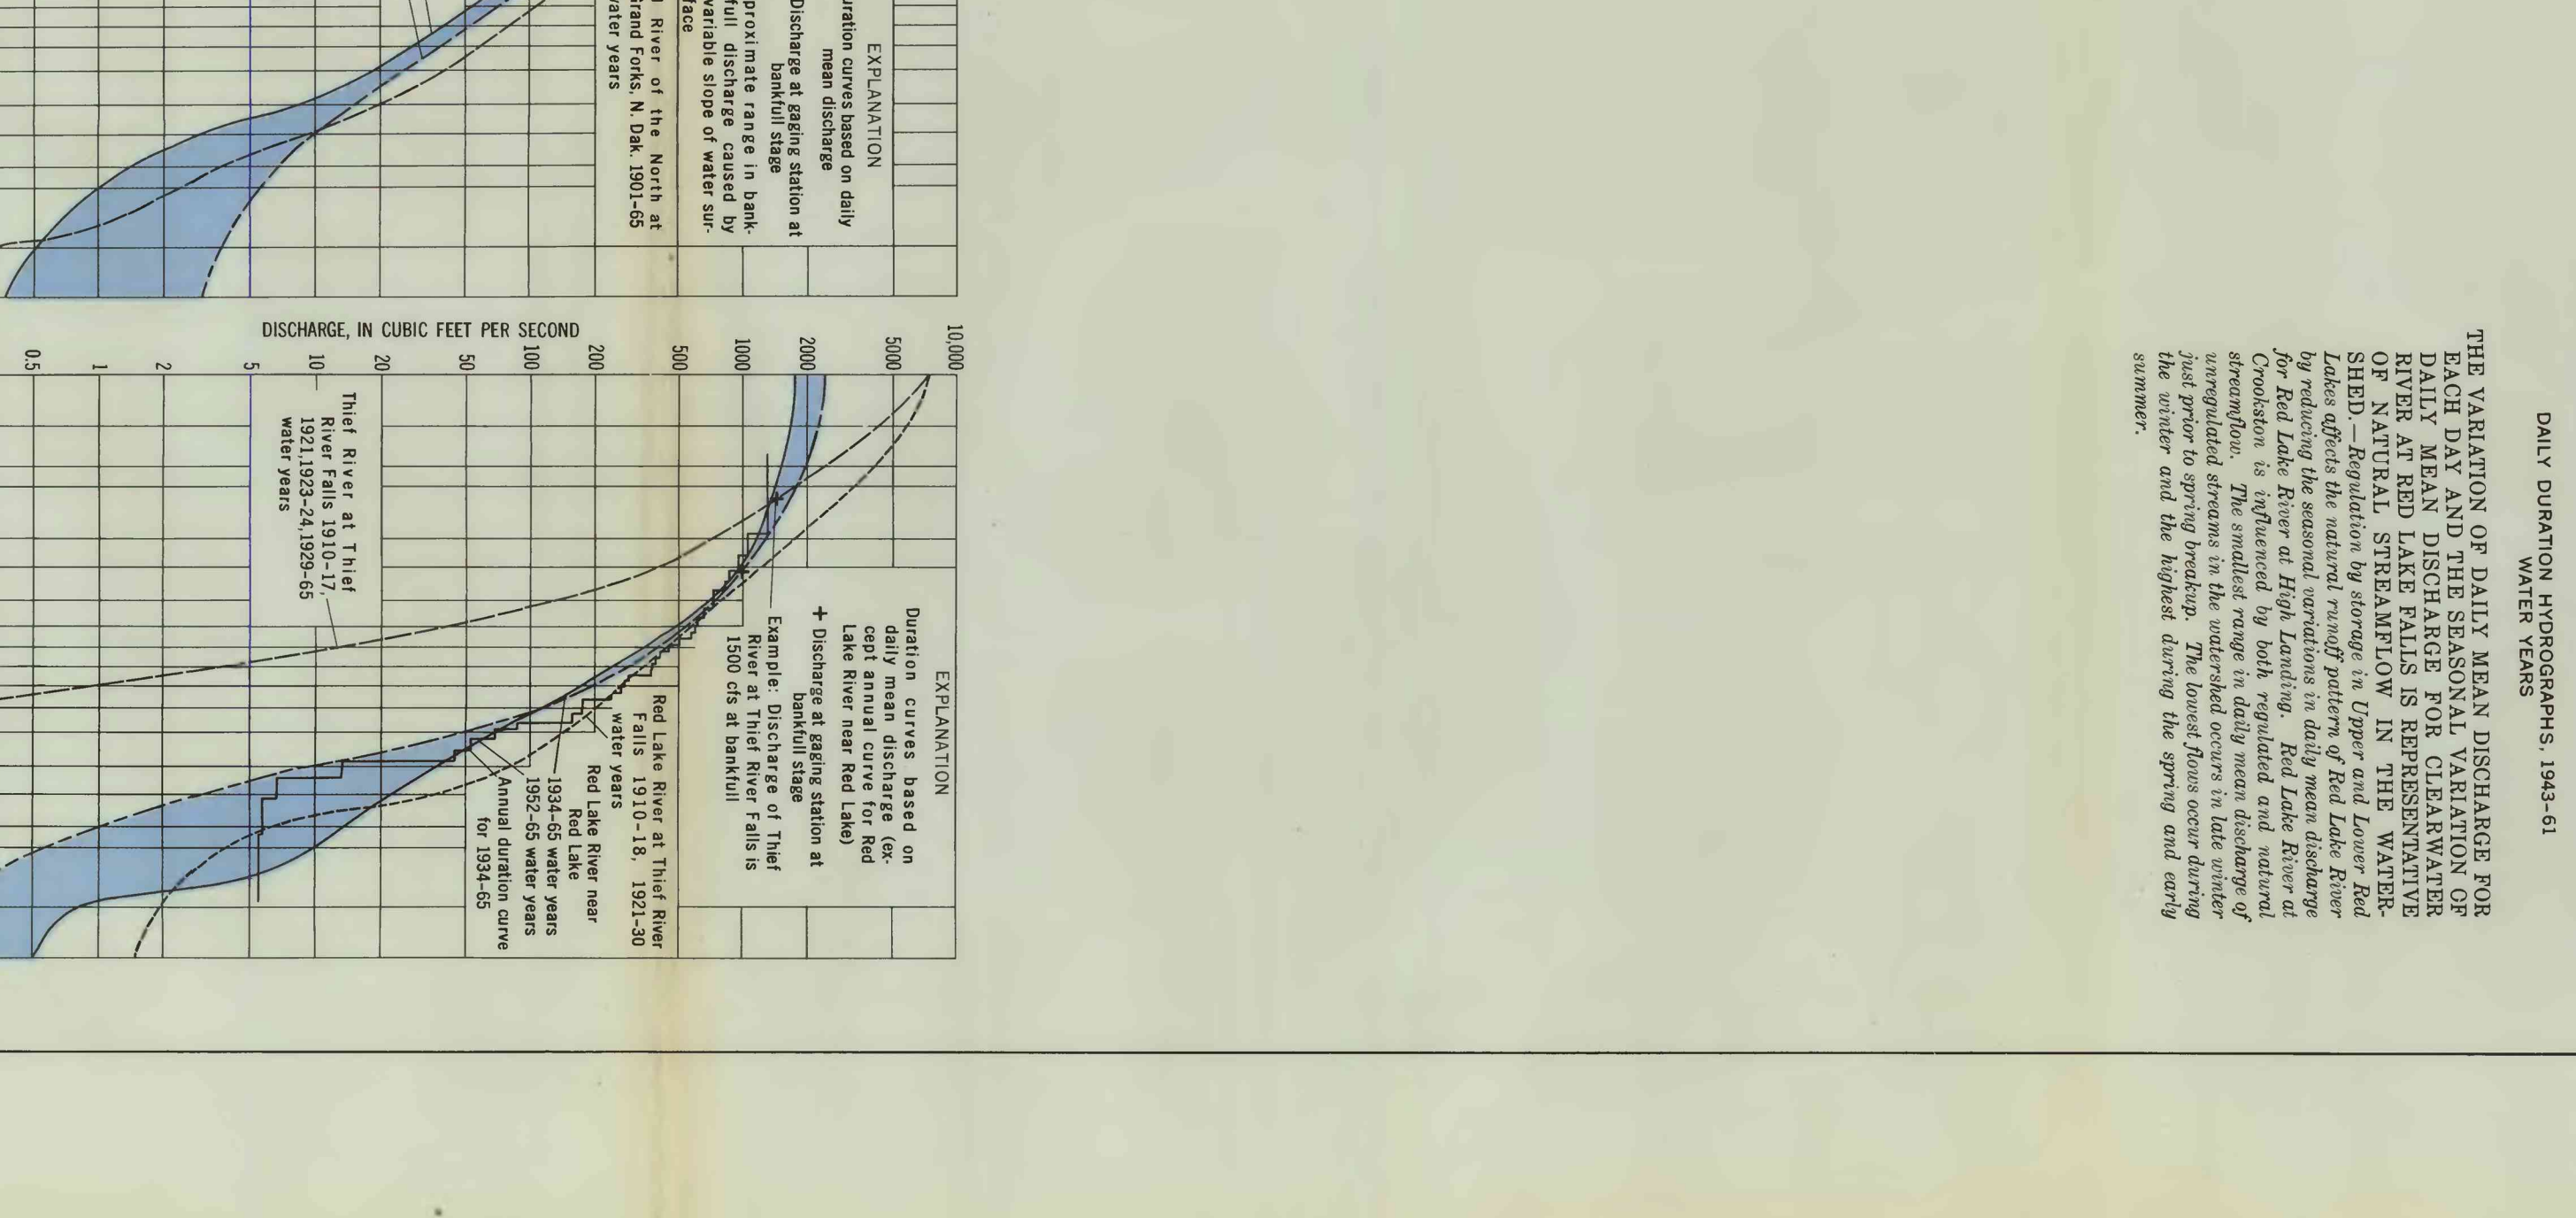 DAILY DURATION HYDROGRAPHS, 1943–61
WATER YEARS
THE VARIATION OF DAILY MEAN DISCHARGE FOR
EACH DAY AND THE SEASONAL VARIATION OF
DAILY MEAN DISCHARGE FOR CLEARWATER
RIVER AT RED LAKE FALLS IS REPRESENTATIVE
OF NATURAL STREAMFLOW IN THE WATER-
SHED.—Regulation by storage in Upper and Lower Red
Lakes affects the natural runoff pattern of Red Lake River
by reducing the seasonal variations in daily mean discharge
for Red Lake River at High Landing. Red Lake River at
Crookston is influenced by both regulated and natural
streamflow. The smallest range in daily mean discharge of
unregulated streams in the watershed occurs in late winter
just prior to spring breakup. The lowest flows occur during
the winter and the highest during the spring and early
summer.
EXPLANATION
uration curves based on daily
mean discharge
Discharge at gaging station at
bankfull stage
proximate range in bank-
full discharge caused by
variable slope of water sur-
face
River of the North at
Grand Forks, N. Dak. 1901–65
water years
DISCHARGE, IN CUBIC FEET PER SECOND
10,000
5000
2000
1000
500
200
100
50
20
10
5
2
1
0.5
EXPLANATION
Duration curves based on
daily mean discharge (ex-
cept annual curve for Red
Lake River near Red Lake)
+ Discharge at gaging station at
bankfull stage
Example: Discharge of Thief
River at Thief River Falls is
1500 cfs at bankfull
Red Lake River at Thief River
Falls 1910–18, 1921–30
water years
Red Lake River near
Red Lake
1934–65 water years
1952–65 water years
Annual duration curve
for 1934–65
Thief River at Thief
River Falls 1910–17,
1921,1923–24,1929–65
water years